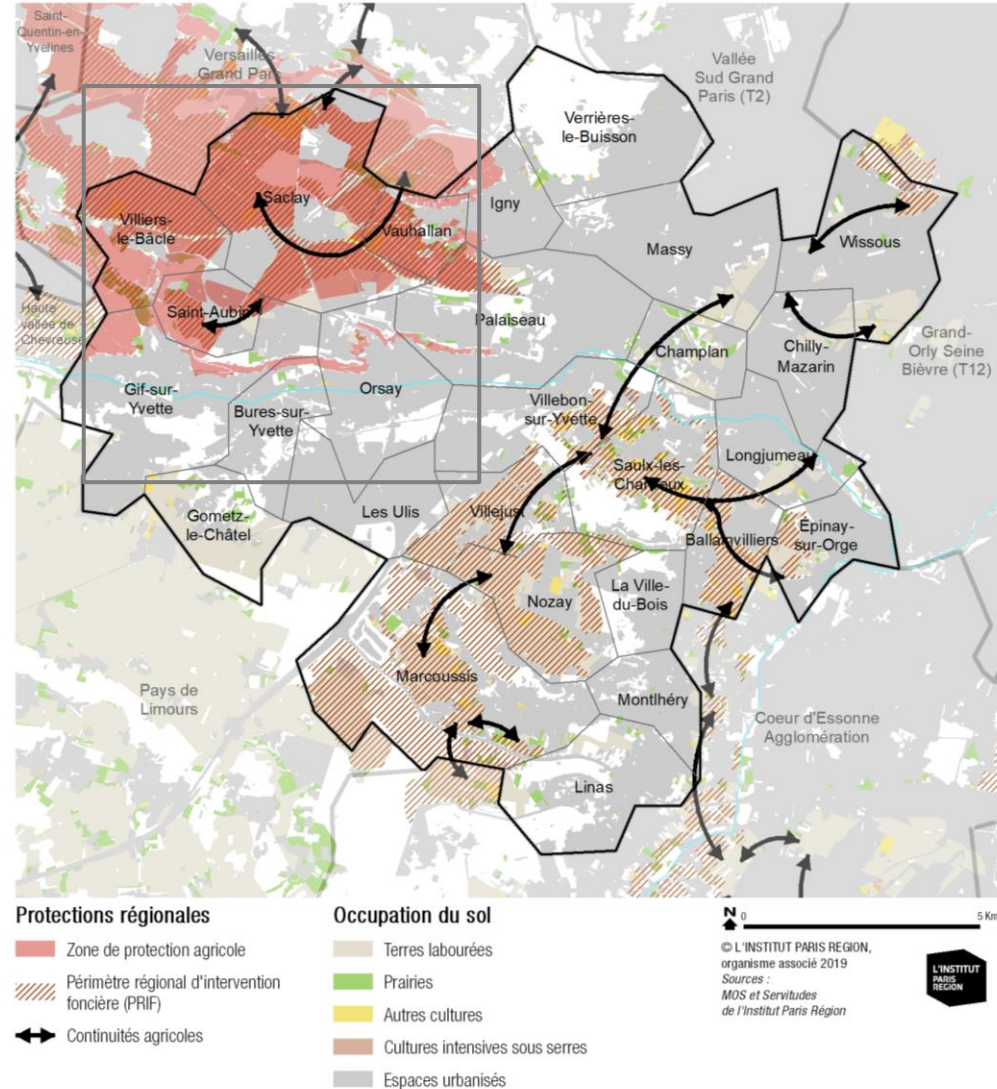 Saint-
Quentin-en-
Yvelines
Versailles
Grand Parc
Vallée
Sud Grand
Paris (T2)
Verrières-
le-Buisson
Saclay
Igny
Villiers-
le-Bâcle
Vauhallan
Wissous
Massy
Haute
vallée de
Chevreuse
Saint-Aubin
Palaiseau
Champlan
Chilly-
Mazarin
Grand-
Orly Seine
Bièvre (T12)
Gif-sur-
Yvette
Orsay
Bures-sur-
Yvette
Villebon-
sur-Yvette
Longjumeau
Saulx-les-
Chartreux
Gometz-
le-Châtel
Les Ulis
Villejust
Ballainvilliers
Épinay-
sur-Orge
Nozay
La Ville-
du-Bois
Marcoussis
Pays de
Limours
Montlhéry
Coeur d'Essonne
Agglomération
Linas
Protections régionales
Zone de protection agricole
Périmètre régional d'intervention
foncière (PRIF)
Continuités agricoles
Occupation du sol
Terres labourées
Prairies
Autres cultures
Cultures intensives sous serres
Espaces urbanisés
N 0 5 Km
© L'INSTITUT PARIS REGION,
organisme associé 2019
Sources :
MOS et Servitudes
de l'Institut Paris Région
L'INSTITUT
PARIS
REGION